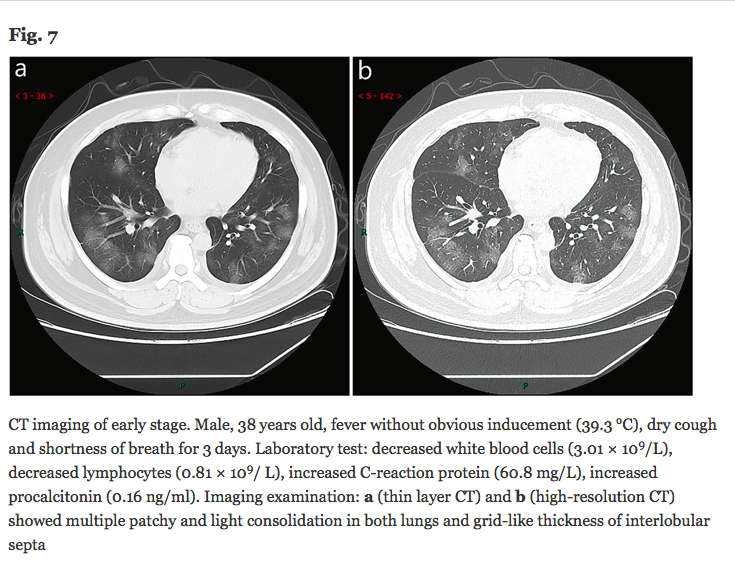 Fig. 7
a
b
< 3 - 36 >
< 5 - 142 >
R
R
P
P
CT imaging of early stage. Male, 38 years old, fever without obvious inducement (39.3 °C), dry cough
and shortness of breath for 3 days. Laboratory test: decreased white blood cells (3.01 × 10⁹/L),
decreased lymphocytes (0.81 × 10⁹/ L), increased C-reaction protein (60.8 mg/L), increased
procalcitonin (0.16 ng/ml). Imaging examination: a (thin layer CT) and b (high-resolution CT)
showed multiple patchy and light consolidation in both lungs and grid-like thickness of interlobular
septa